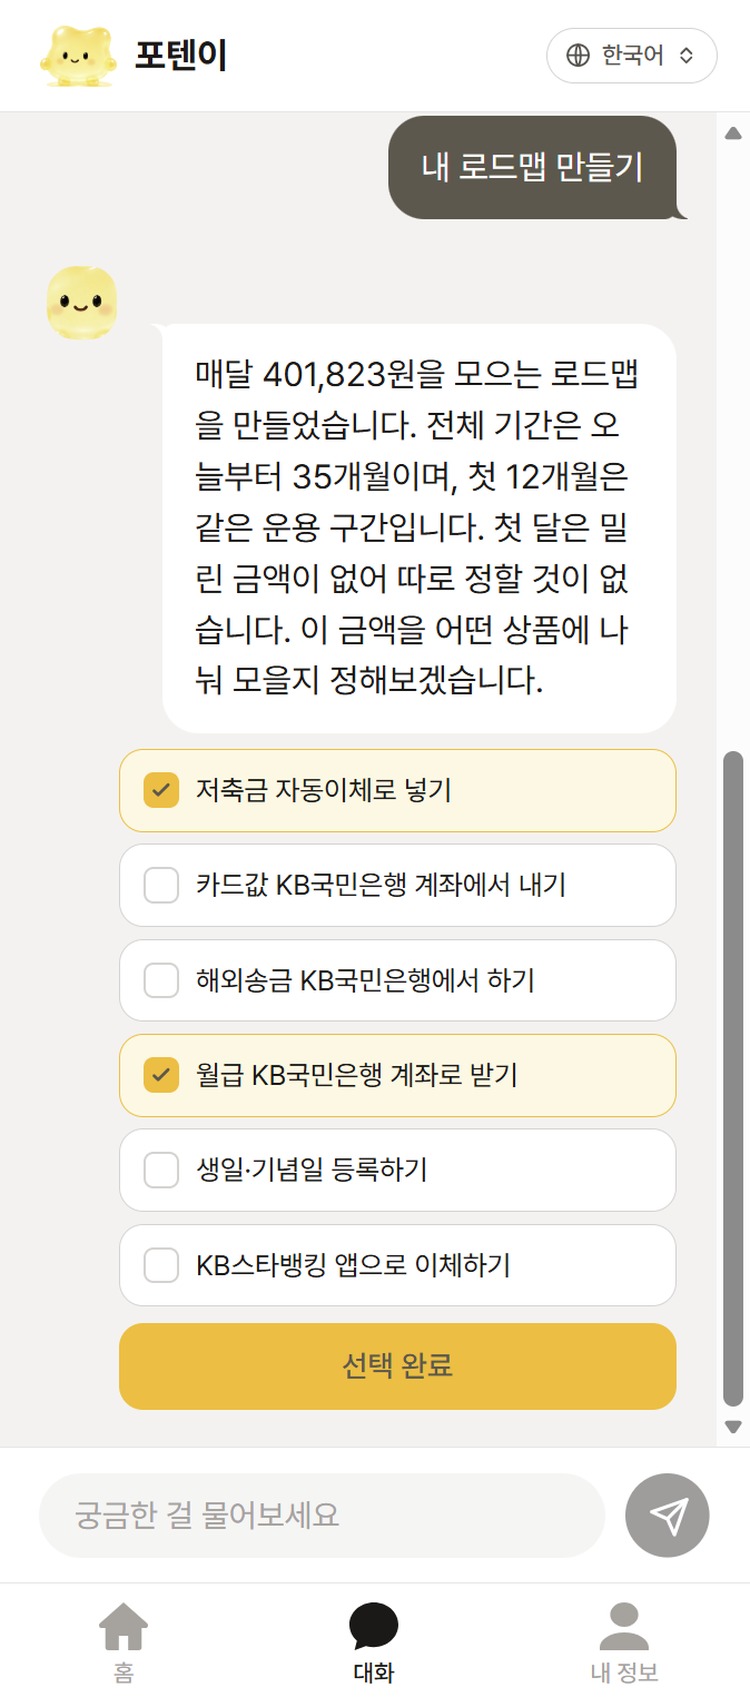 포텐이
한국어
내 로드맵 만들기
매달 401,823원을 모으는 로드맵
을 만들었습니다. 전체 기간은 오
늘부터 35개월이며, 첫 12개월은
같은 운용 구간입니다. 첫 달은 밀
린 금액이 없어 따로 정할 것이 없
습니다. 이 금액을 어떤 상품에 나
눠 모을지 정해보겠습니다.
저축금 자동이체로 넣기
카드값 KB국민은행 계좌에서 내기
해외송금 KB국민은행에서 하기
월급 KB국민은행 계좌로 받기
생일·기념일 등록하기
KB스타뱅킹 앱으로 이체하기
선택 완료
궁금한 걸 물어보세요
홈
대화
내 정보